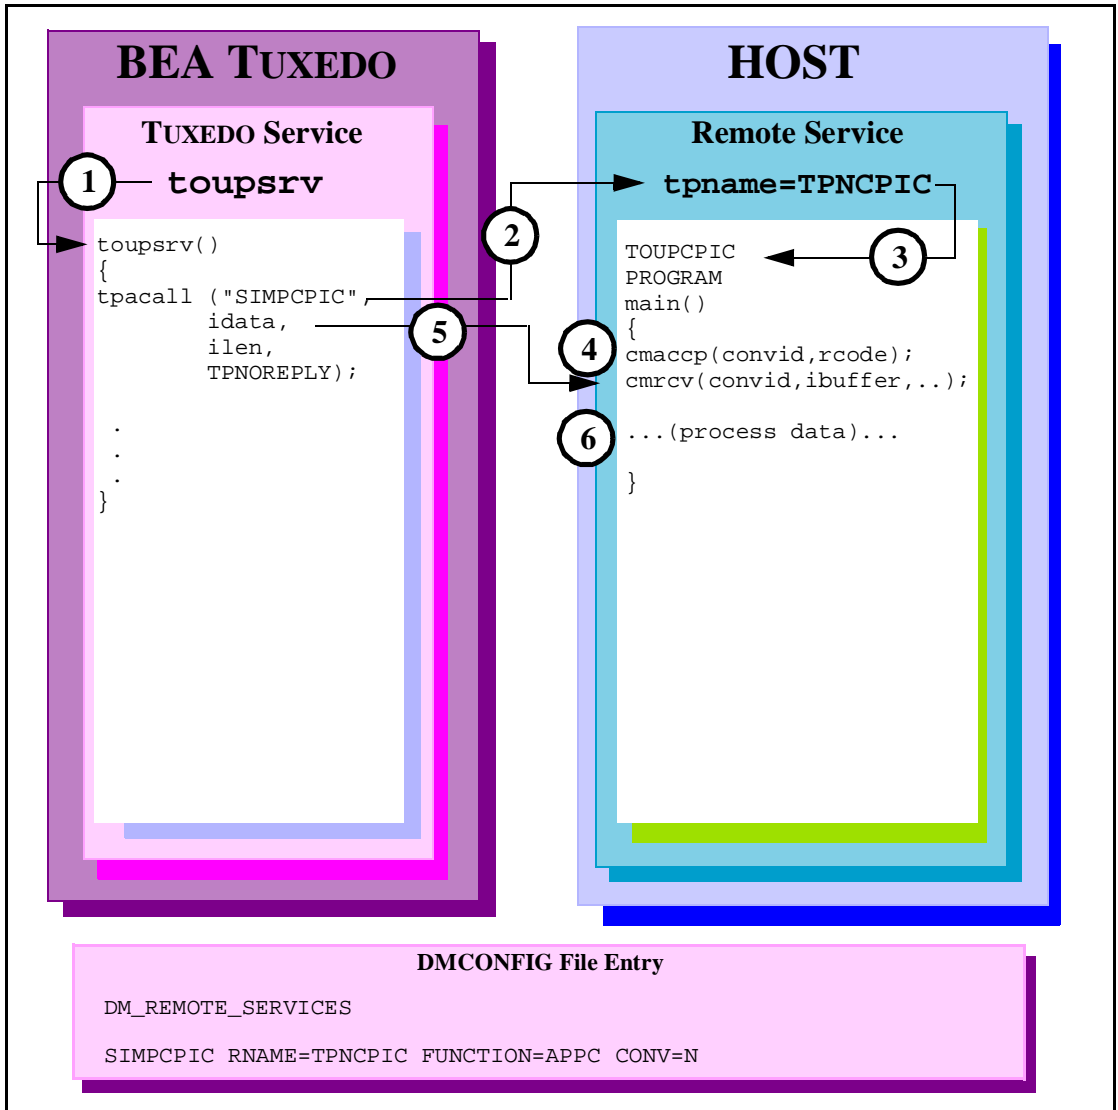 BEA TUXEDO
TUXEDO Service
1
toupsrv
toupsrv()
{
tpacall ("SIMPCPIC",
idata,
ilen,
TPNOREPLY);
.
.
.
}
2
5
HOST
Remote Service
tpname=TPNCPIC
3
TOUPCPIC
PROGRAM
main()
{
4
cmaccp(convid,rcode);
cmrcv(convid,ibuffer,..);
6
...(process data)...
}
DMCONFIG File Entry
DM_REMOTE_SERVICES
SIMPCPIC RNAME=TPNCPIC FUNCTION=APPC CONV=N